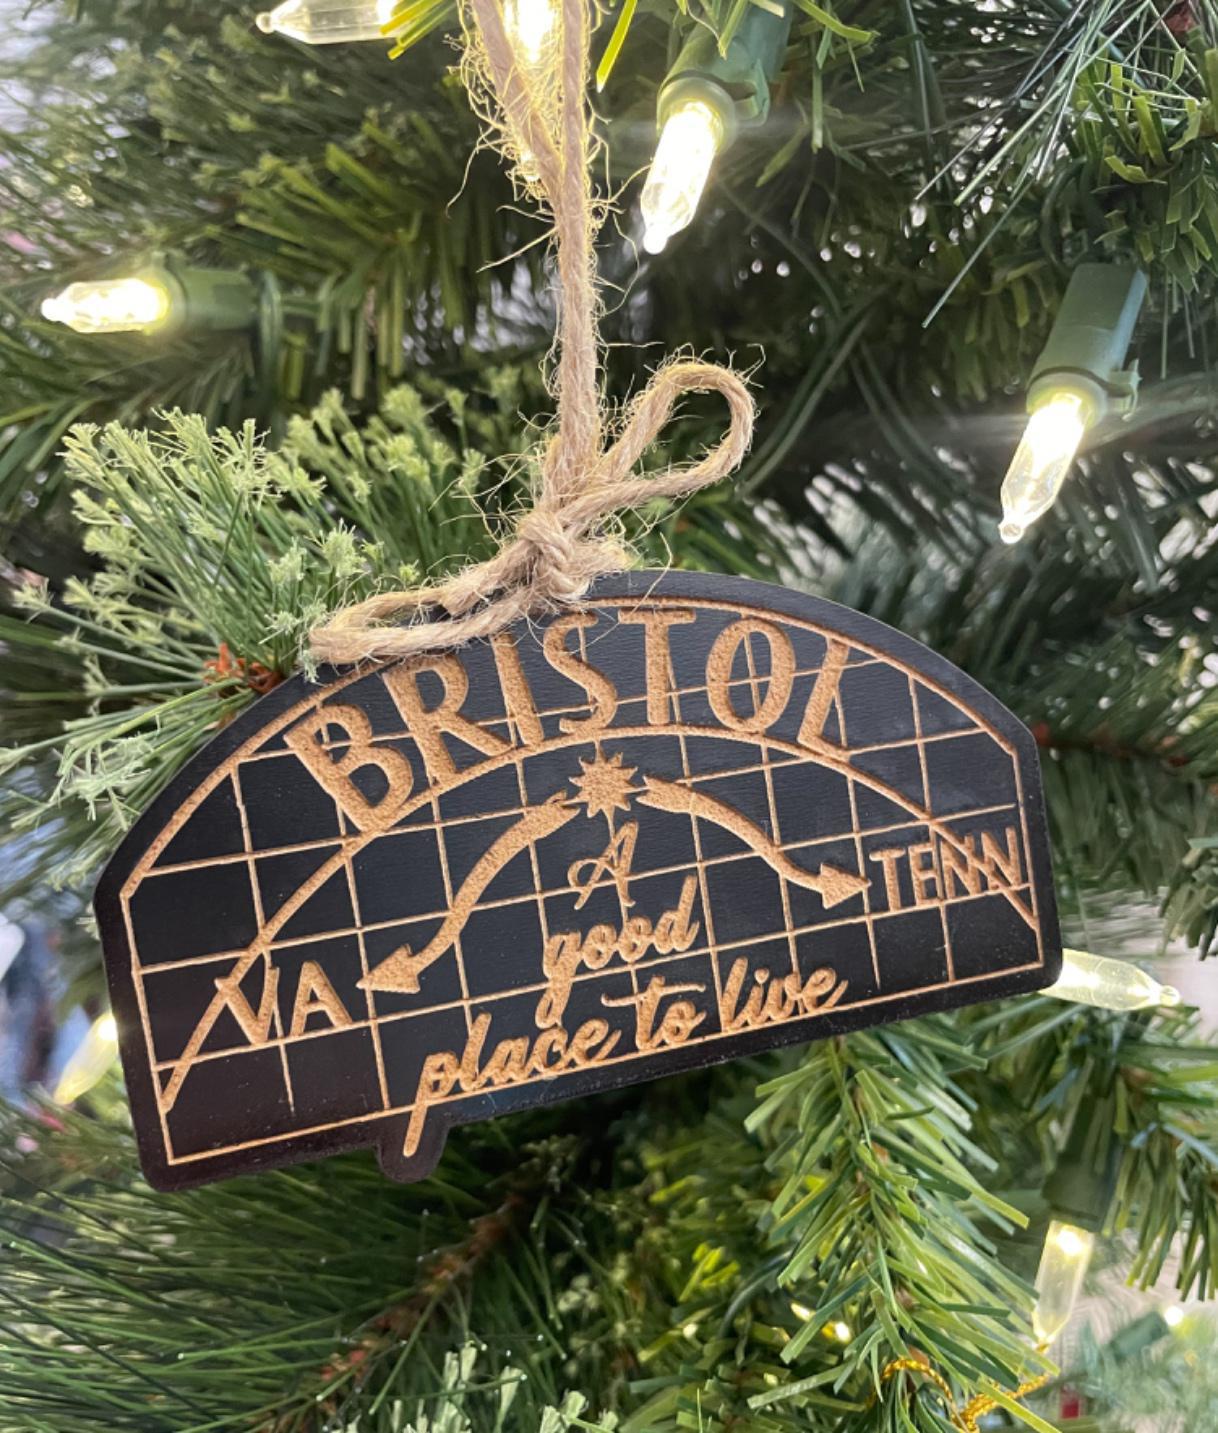 BRISTOL
VA
TENN
A
good
place to live